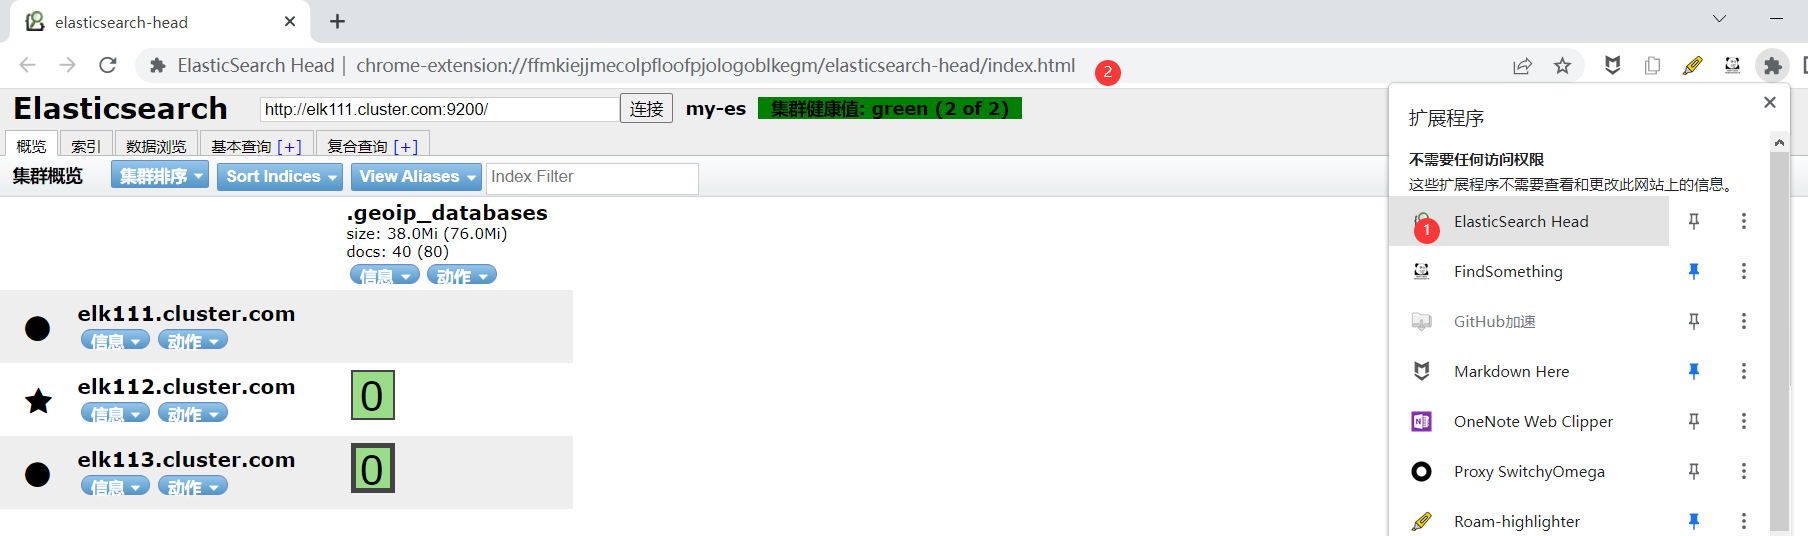 elasticsearch-head
ElasticSearch Head | chrome-extension://ffmkiejjmecolpfloofpjologoblkegm/elasticsearch-head/index.html
2
Elasticsearch
http://elk111.cluster.com:9200/
连接
my-es
集群健康值: green (2 of 2)
概览
索引
数据浏览
基本查询 [+]
复合查询 [+]
集群概览
集群排序
Sort Indices
View Aliases
Index Filter
.geoip_databases
size: 38.0Mi (76.0Mi)
docs: 40 (80)
信息
动作
elk111.cluster.com
信息
动作
elk112.cluster.com
信息
动作
0
elk113.cluster.com
信息
动作
0
扩展程序
不需要任何访问权限
这些扩展程序不需要查看和更改此网站上的信息。
1
ElasticSearch Head
FindSomething
GitHub加速
Markdown Here
N
OneNote Web Clipper
Proxy SwitchyOmega
Roam-highlighter